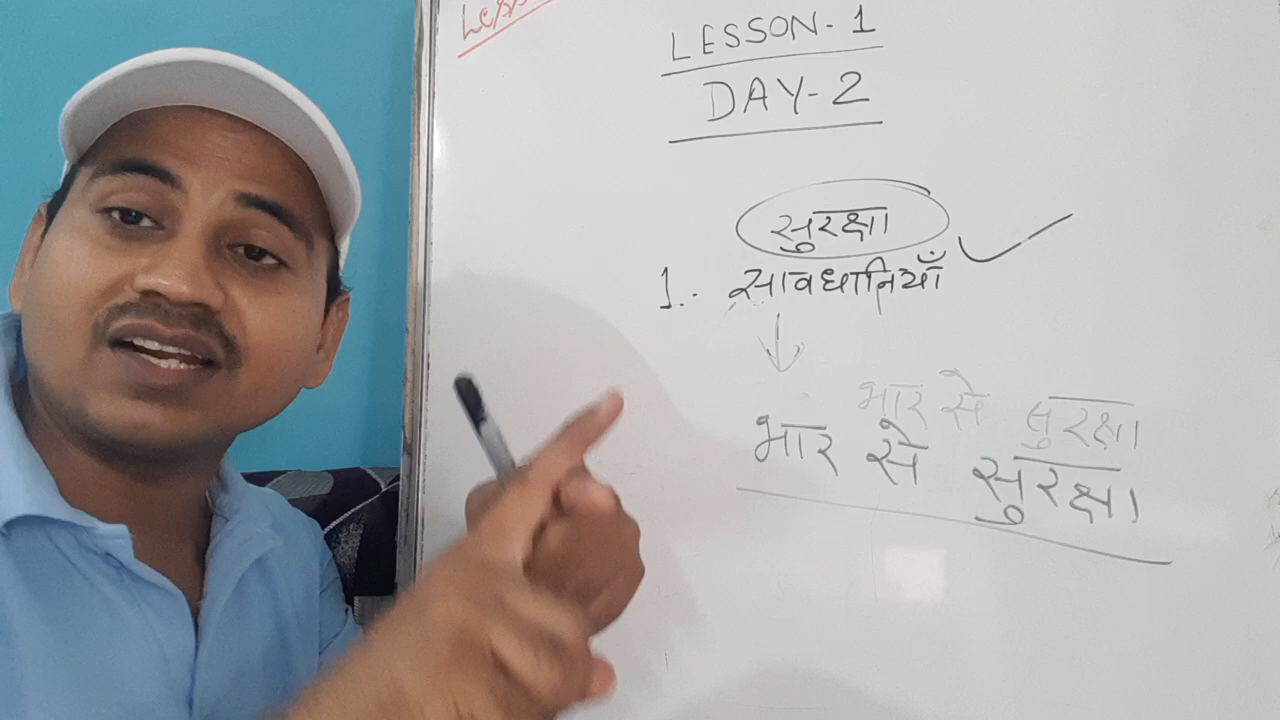 LESSON-1
DAY-2
सुरक्षा
1. सावधानियाँ
भार से सुरक्षा
भार से सुरक्षा